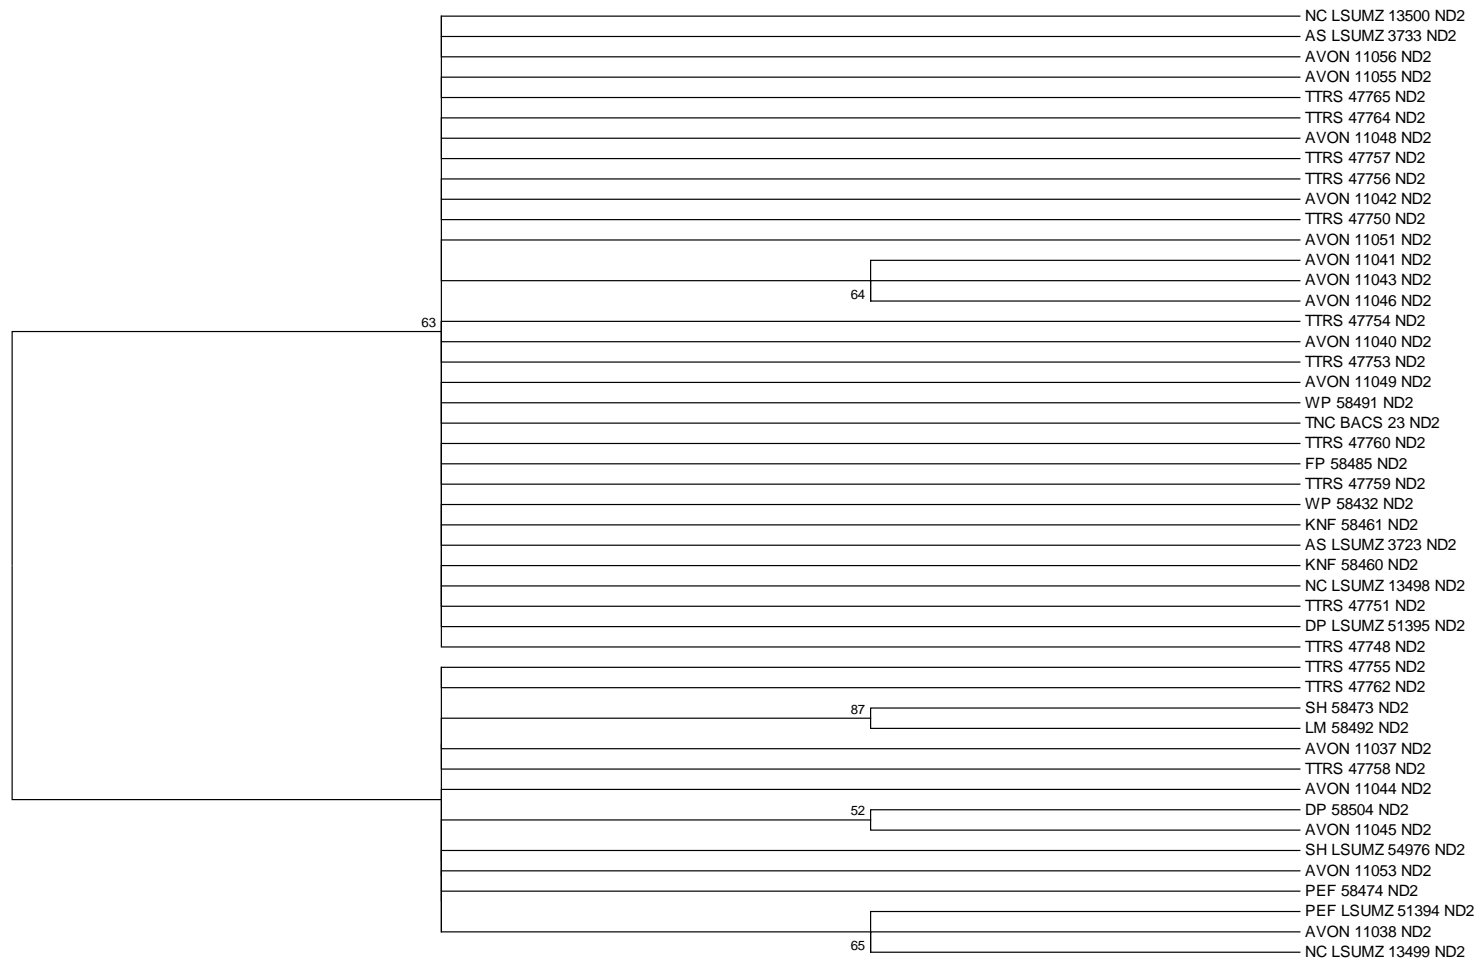 NC LSUMZ 13500 ND2
AS LSUMZ 3733 ND2
AVON 11056 ND2
AVON 11055 ND2
TTRS 47765 ND2
TTRS 47764 ND2
AVON 11048 ND2
TTRS 47757 ND2
TTRS 47756 ND2
AVON 11042 ND2
TTRS 47750 ND2
AVON 11051 ND2
AVON 11041 ND2
AVON 11043 ND2
64
AVON 11046 ND2
63
TTRS 47754 ND2
AVON 11040 ND2
TTRS 47753 ND2
AVON 11049 ND2
WP 58491 ND2
TNC BACS 23 ND2
TTRS 47760 ND2
FP 58485 ND2
TTRS 47759 ND2
WP 58432 ND2
KNF 58461 ND2
AS LSUMZ 3723 ND2
KNF 58460 ND2
NC LSUMZ 13498 ND2
TTRS 47751 ND2
DP LSUMZ 51395 ND2
TTRS 47748 ND2
TTRS 47755 ND2
TTRS 47762 ND2
87
SH 58473 ND2
LM 58492 ND2
AVON 11037 ND2
TTRS 47758 ND2
AVON 11044 ND2
52
DP 58504 ND2
AVON 11045 ND2
SH LSUMZ 54976 ND2
AVON 11053 ND2
PEF 58474 ND2
PEF LSUMZ 51394 ND2
AVON 11038 ND2
65
NC LSUMZ 13499 ND2